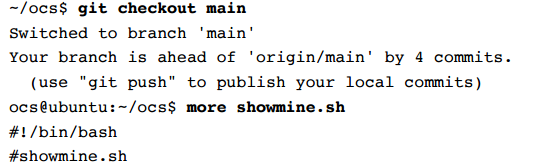 ~/ocs$ git checkout main
Switched to branch 'main'
Your branch is ahead of 'origin/main' by 4 commits.
  (use "git push" to publish your local commits)
ocs@ubuntu:~/ocs$ more showmine.sh
#!/bin/bash
#showmine.sh